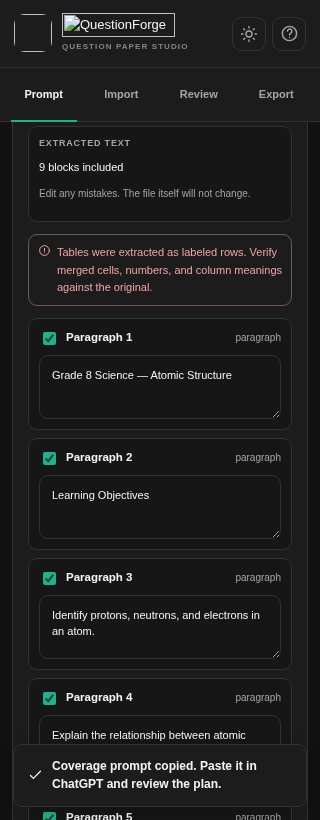 QuestionForge
QUESTION PAPER STUDIO
Prompt
Import
Review
Export
EXTRACTED TEXT
9 blocks included
Edit any mistakes. The file itself will not change.
Tables were extracted as labeled rows. Verify
merged cells, numbers, and column meanings
against the original.
Paragraph 1
paragraph
Grade 8 Science — Atomic Structure
Paragraph 2
paragraph
Learning Objectives
Paragraph 3
paragraph
Identify protons, neutrons, and electrons in
an atom.
Paragraph 4
paragraph
Explain the relationship between atomic
Coverage prompt copied. Paste it in
ChatGPT and review the plan.
Paragraph 5
paragraph